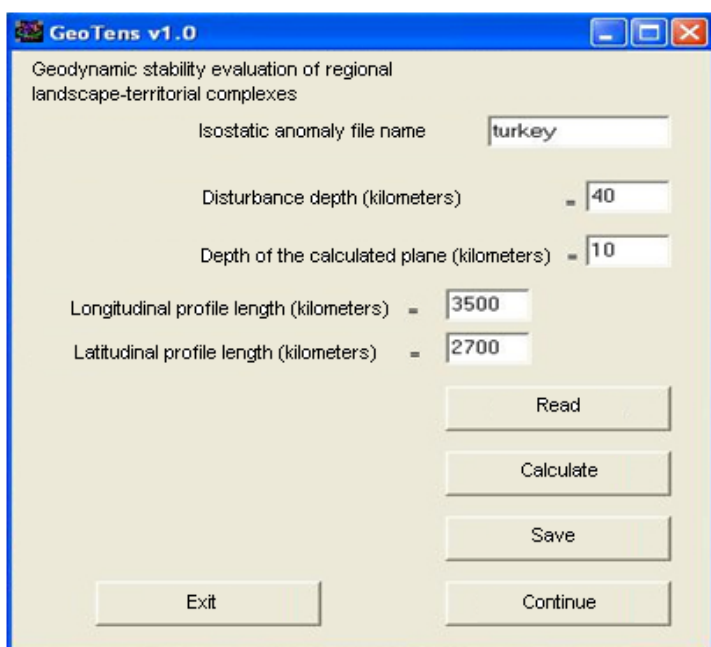 GeoTens v1.0
Geodynamic stability evaluation of regional
landscape-territorial complexes
Isostatic anomaly file name turkey
Disturbance depth (kilometers) = 40
Depth of the calculated plane (kilometers) = 10
Longitudinal profile length (kilometers) = 3500
Latitudinal profile length (kilometers) = 2700
Read
Calculate
Save
Exit Continue